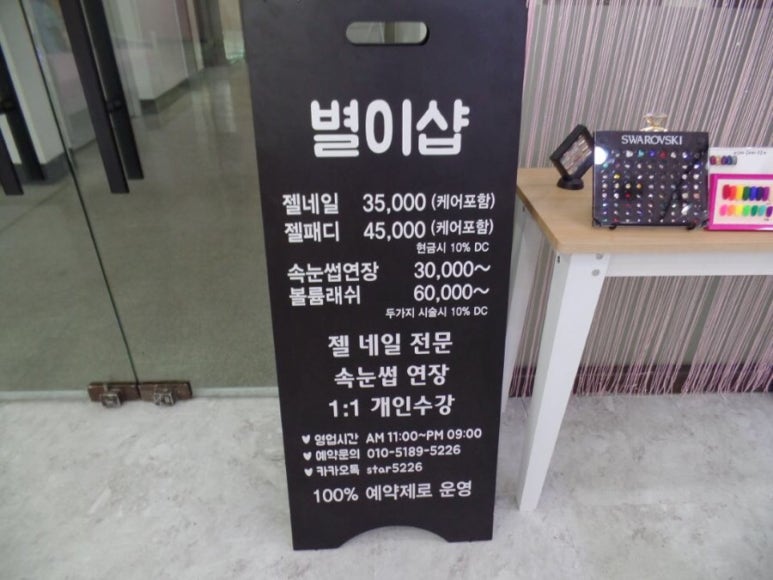 별이샵
젤네일 35,000 (케어포함)
젤패디 45,000 (케어포함)
현금시 10% DC
속눈썹연장 30,000~
볼륨래쉬 60,000~
두가지 시술시 10% DC
젤 네일 전문
속눈썹 연장
1:1 개인수강
♥ 영업시간 AM 11:00~PM 09:00
♥ 예약문의 010-5189-5226
♥ 카카오톡 star5226
100% 예약제로 운영
SWAROVSKI